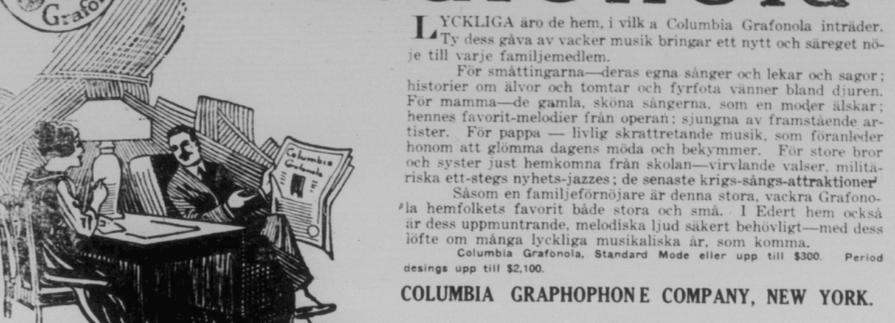 Grafo
LYCKLIGA äro de hem, i vilka Columbia Grafonola inträder.
Ty dess gåva av vacker musik bringar ett nytt och säreget nö-
je till varje familjemedlem.
För småttingarna—deras egna sånger och lekar och sagor;
historier om älvor och tomtar och fyrfota vänner bland djuren.
För mamma—de gamla, sköna sångerna, som en moder älskar;
hennes favorit-melodier från operan; sjungna av framstående ar-
tister. För pappa — livlig skrattretande musik, som föranleder
honom att glömma dagens möda och bekymmer. För store bror
och syster just hemkomna från skolan—virvlande valser, militä-
riska ett-stegs nyhets-jazzes; de senaste krigs-sångs-attraktioner
Såsom en familjeförnöjare är denna stora, vackra Grafono-
la hemfolkets favorit både stora och små. I Edert hem också
är dess uppmuntrande, melodiska ljud säkert behövligt—med dess
löfte om många lyckliga musikaliska år, som komma.
Columbia Grafonola, Standard Mode eller upp till $300. Period
desings upp till $2,100.
COLUMBIA GRAPHOPHONE COMPANY, NEW YORK.
Columbia
Grafonola